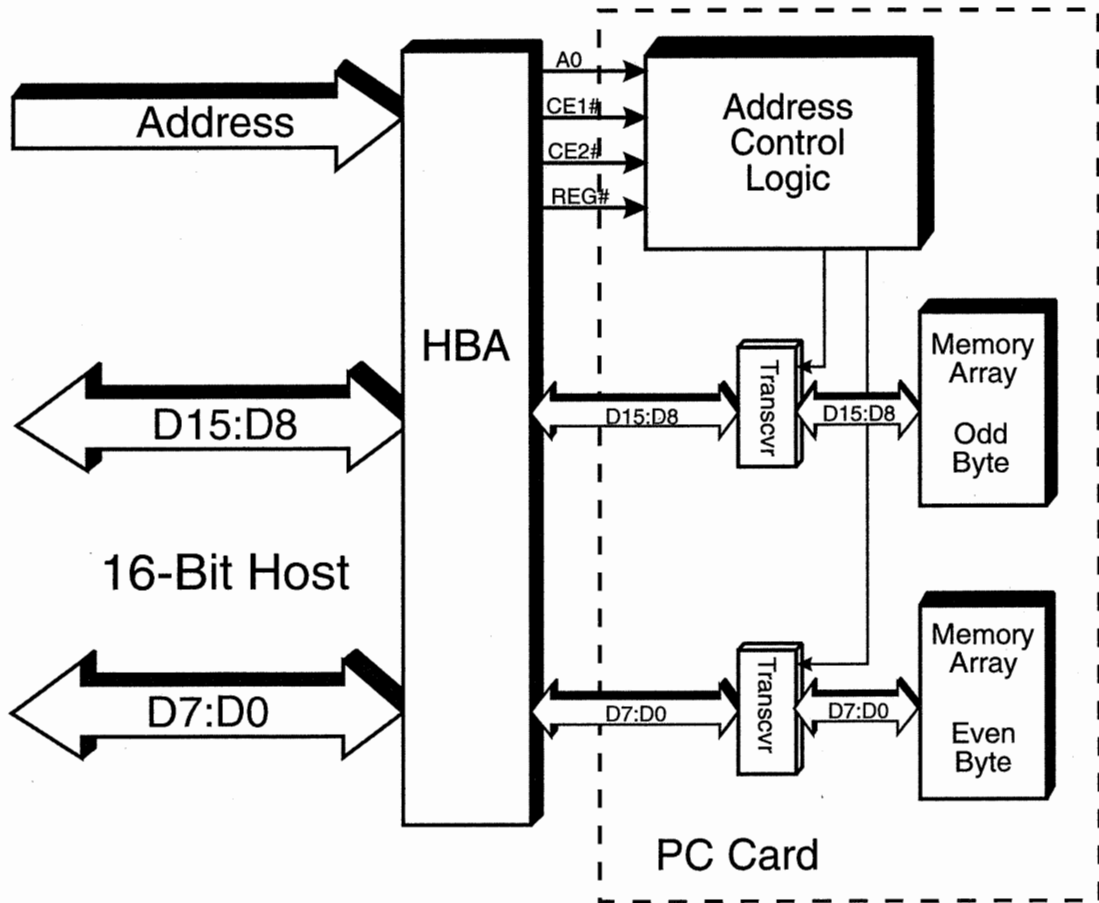 Address
A0
CE1#
CE2#
REG#
Address
Control
Logic
HBA
D15:D8
D15:D8
Transcvr
D15:D8
Memory
Array
Odd
Byte
16-Bit Host
D7:D0
D7:D0
Transcvr
D7:D0
Memory
Array
Even
Byte
PC Card